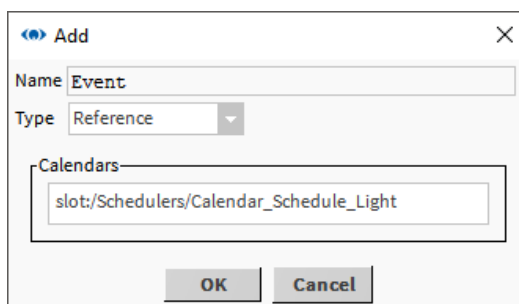 Add
Name Event
Type Reference
Calendars
slot:/Schedulers/Calendar_Schedule_Light
OK Cancel